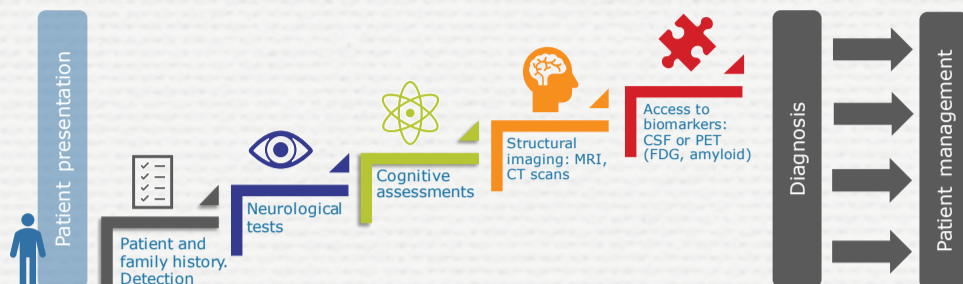 Patient presentation
Patient and
family history.
Detection
Neurological
tests
Cognitive
assessments
Structural
imaging: MRI,
CT scans
Access to
biomarkers:
CSF or PET
(FDG, amyloid)
Diagnosis
Patient management